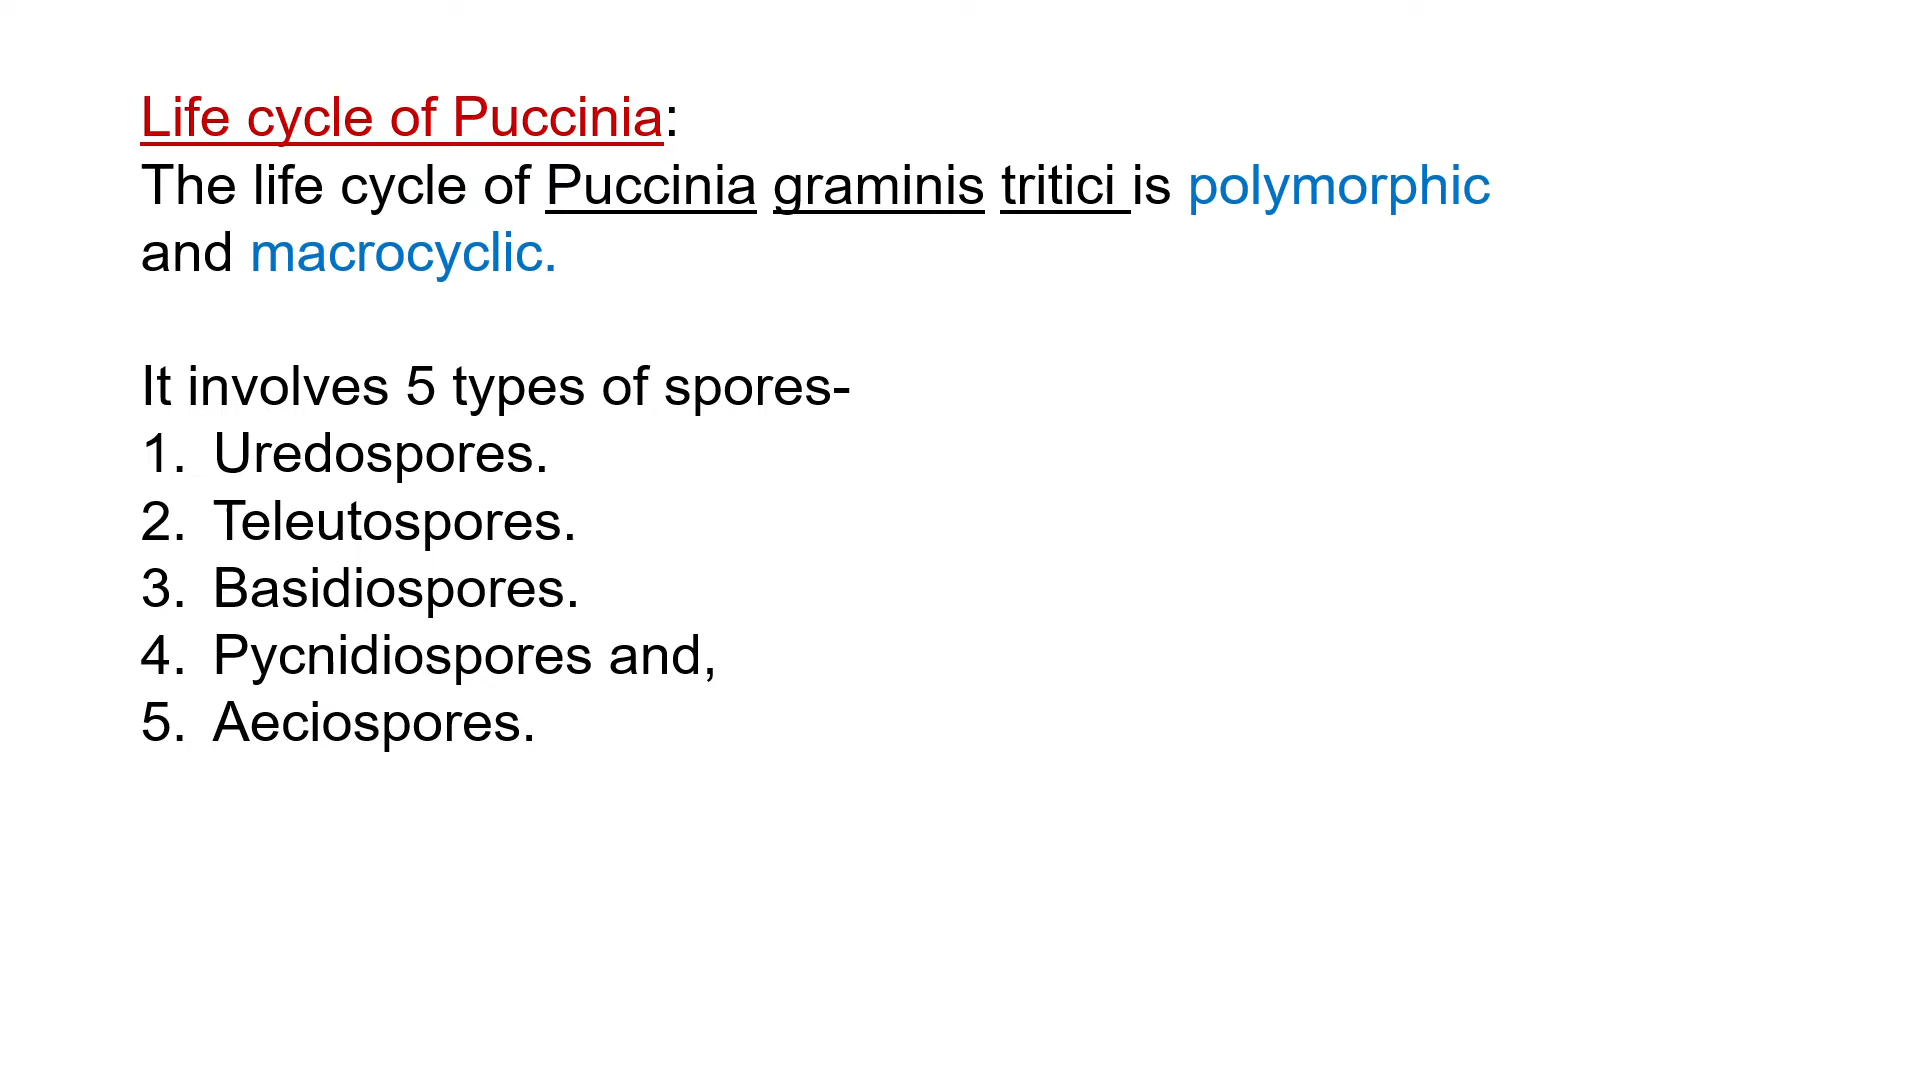 Life cycle of Puccinia:
The life cycle of Puccinia graminis tritici is polymorphic
and macrocyclic.
It involves 5 types of spores-
1. Uredospores.
2. Teleutospores.
3. Basidiospores.
4. Pycnidiospores and,
5. Aeciospores.